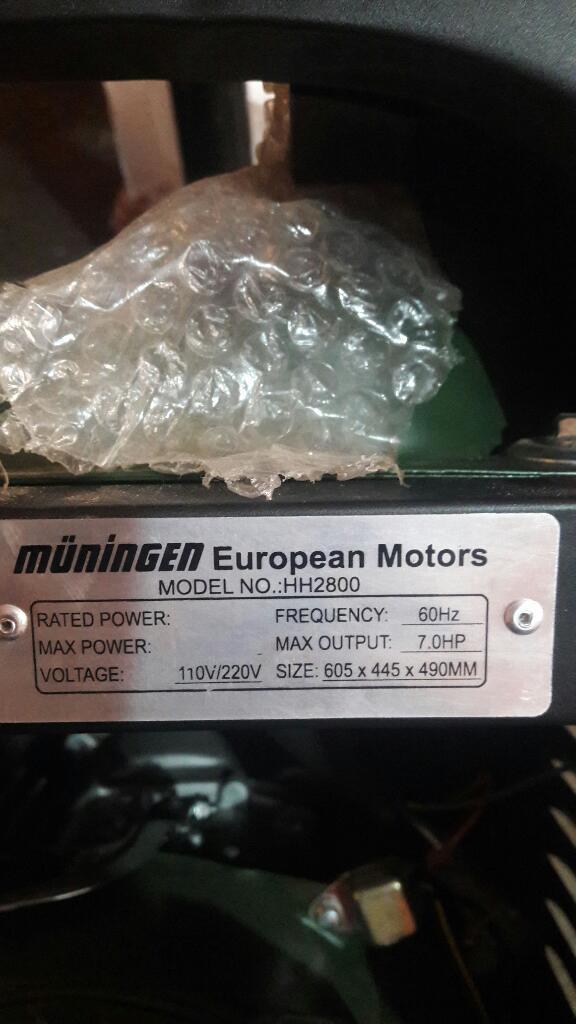 müningen European Motors
MODEL NO.:HH2800
RATED POWER: FREQUENCY: 60Hz
MAX POWER: MAX OUTPUT: 7.0HP
VOLTAGE: 110V/220V SIZE: 605 x 445 x 490MM